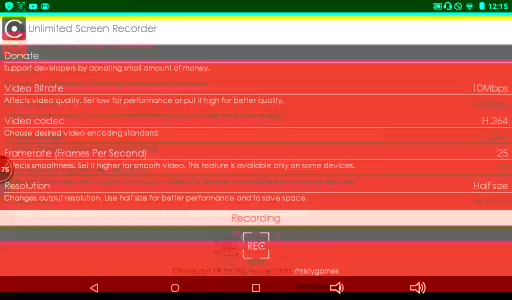 12:15
Unlimited Screen Recorder
Donate
Support developers by donating small amount of money.
Video Bitrate 10Mbps
Affects video quality. Set low for performance or put it high for better quality.
Video codec H.264
Choose desired video encoding standard.
Framerate (Frames Per Second) 25
75
smoothness. Set it higher for smooth video. This feature is available only on some devices.
Resolution Half size
Changes output resolution. Use half size for better performance and to save space.
Recording
REC
/mistygames